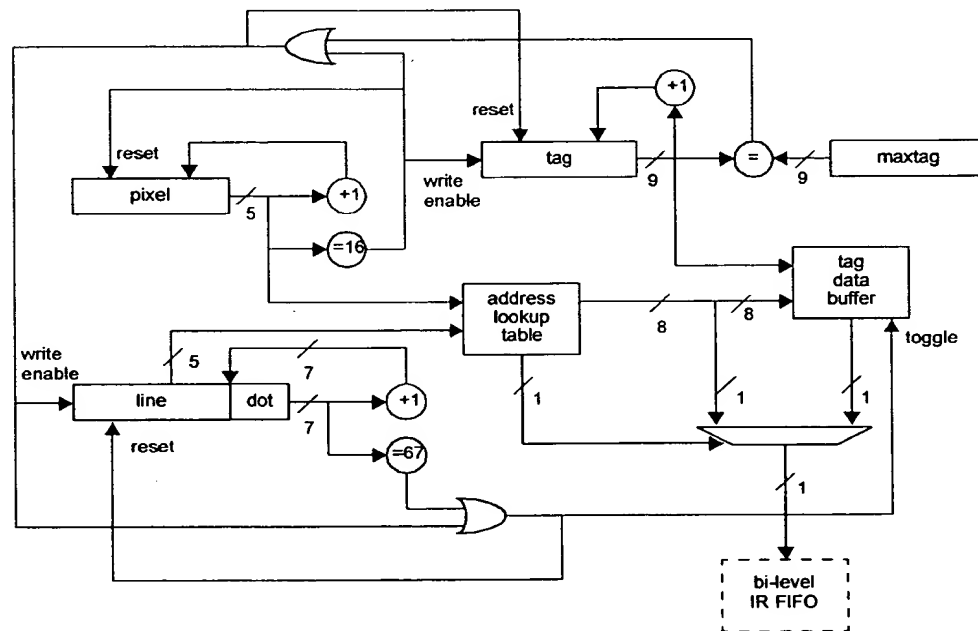 reset
+1
reset
tag
=
maxtag
9
9
write
enable
pixel
5
+1
=16
tag
data
buffer
address
lookup
table
8
8
toggle
write
enable
5
7
line
dot
7
+1
1
1
1
reset
=67
1
bi-level
IR FIFO